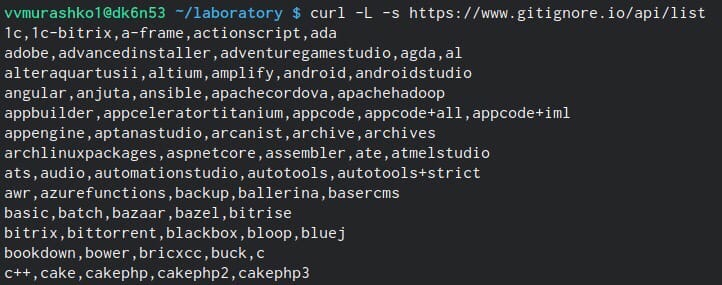 vvmurashko1@dk6n53 ~/laboratory $ curl -L -s https://www.gitignore.io/api/list
1c,1c-bitrix,a-frame,actionscript,ada
adobe,advancedinstaller,adventuregamestudio,agda,al
alteraquartusii,altium,amplify,android,androidstudio
angular,anjuta,ansible,apachecordova,apachehadoop
appbuilder,appceleratortitanium,appcode,appcode+all,appcode+iml
appengine,aptanastudio,arcanist,archive,archives
archlinuxpackages,aspnetcore,assembler,ate,atmelstudio
ats,audio,automationstudio,autotools,autotools+strict
awr,azurefunctions,backup,ballerina,basercms
basic,batch,bazaar,bazel,bitrise
bitrix,bittorrent,blackbox,bloop,bluej
bookdown,bower,bricxcc,buck,c
c++,cake,cakephp,cakephp2,cakephp3